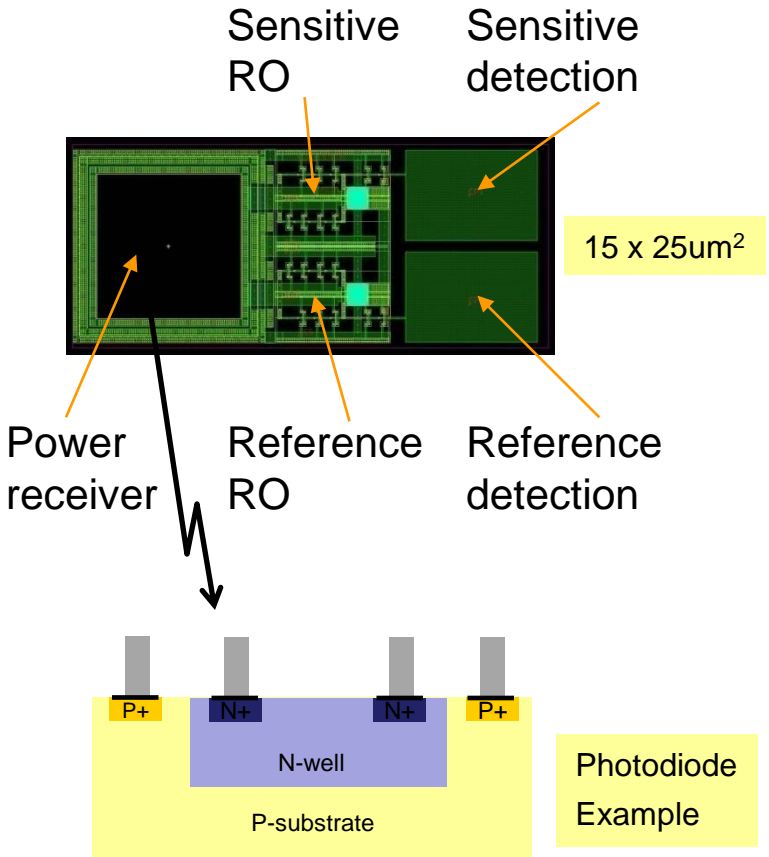 Sensitive
RO
Sensitive
detection
15 x 25um²
Power
receiver
Reference
RO
Reference
detection
P+
N+
N+
P+
N-well
P-substrate
Photodiode
Example